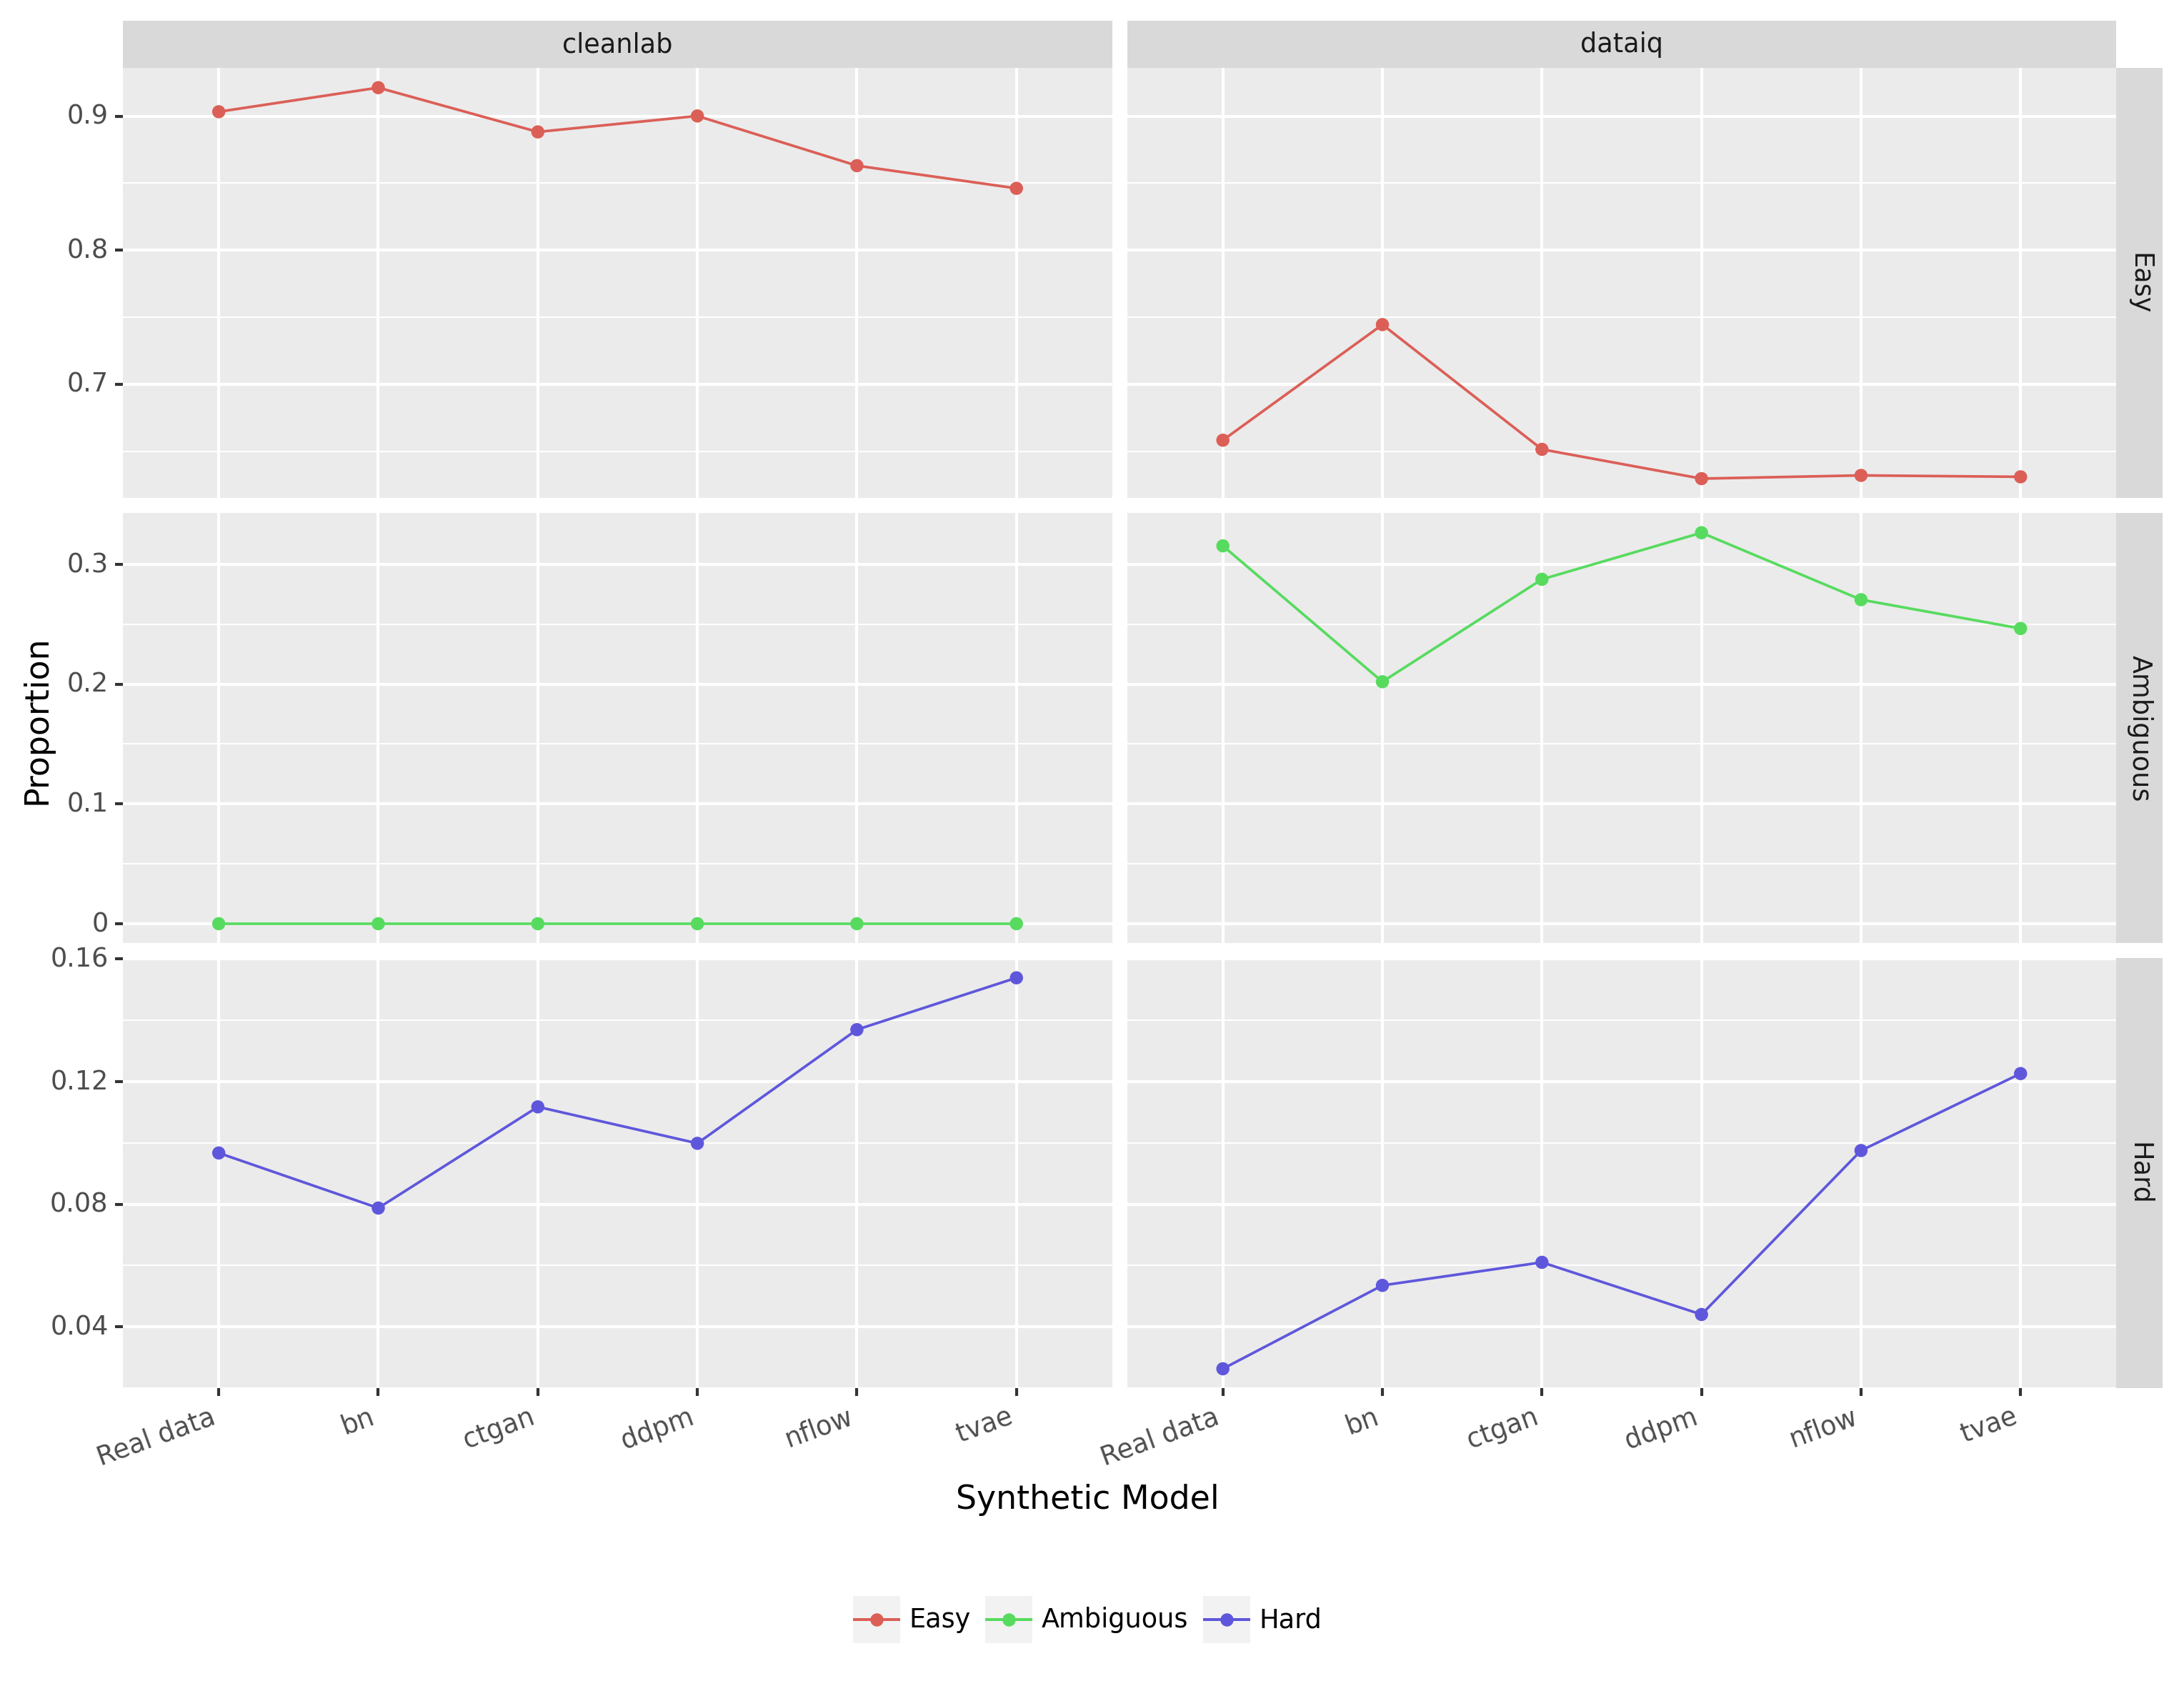 cleanlab
dataiq
0.9
0.8
0.7
Easy
0.3
0.2
0.1
0
Ambiguous
0.16
0.12
0.08
0.04
Hard
Proportion
Real data
bn
ctgan
ddpm
nflow
tvae
Real data
bn
ctgan
ddpm
nflow
tvae
Synthetic Model
Easy
Ambiguous
Hard